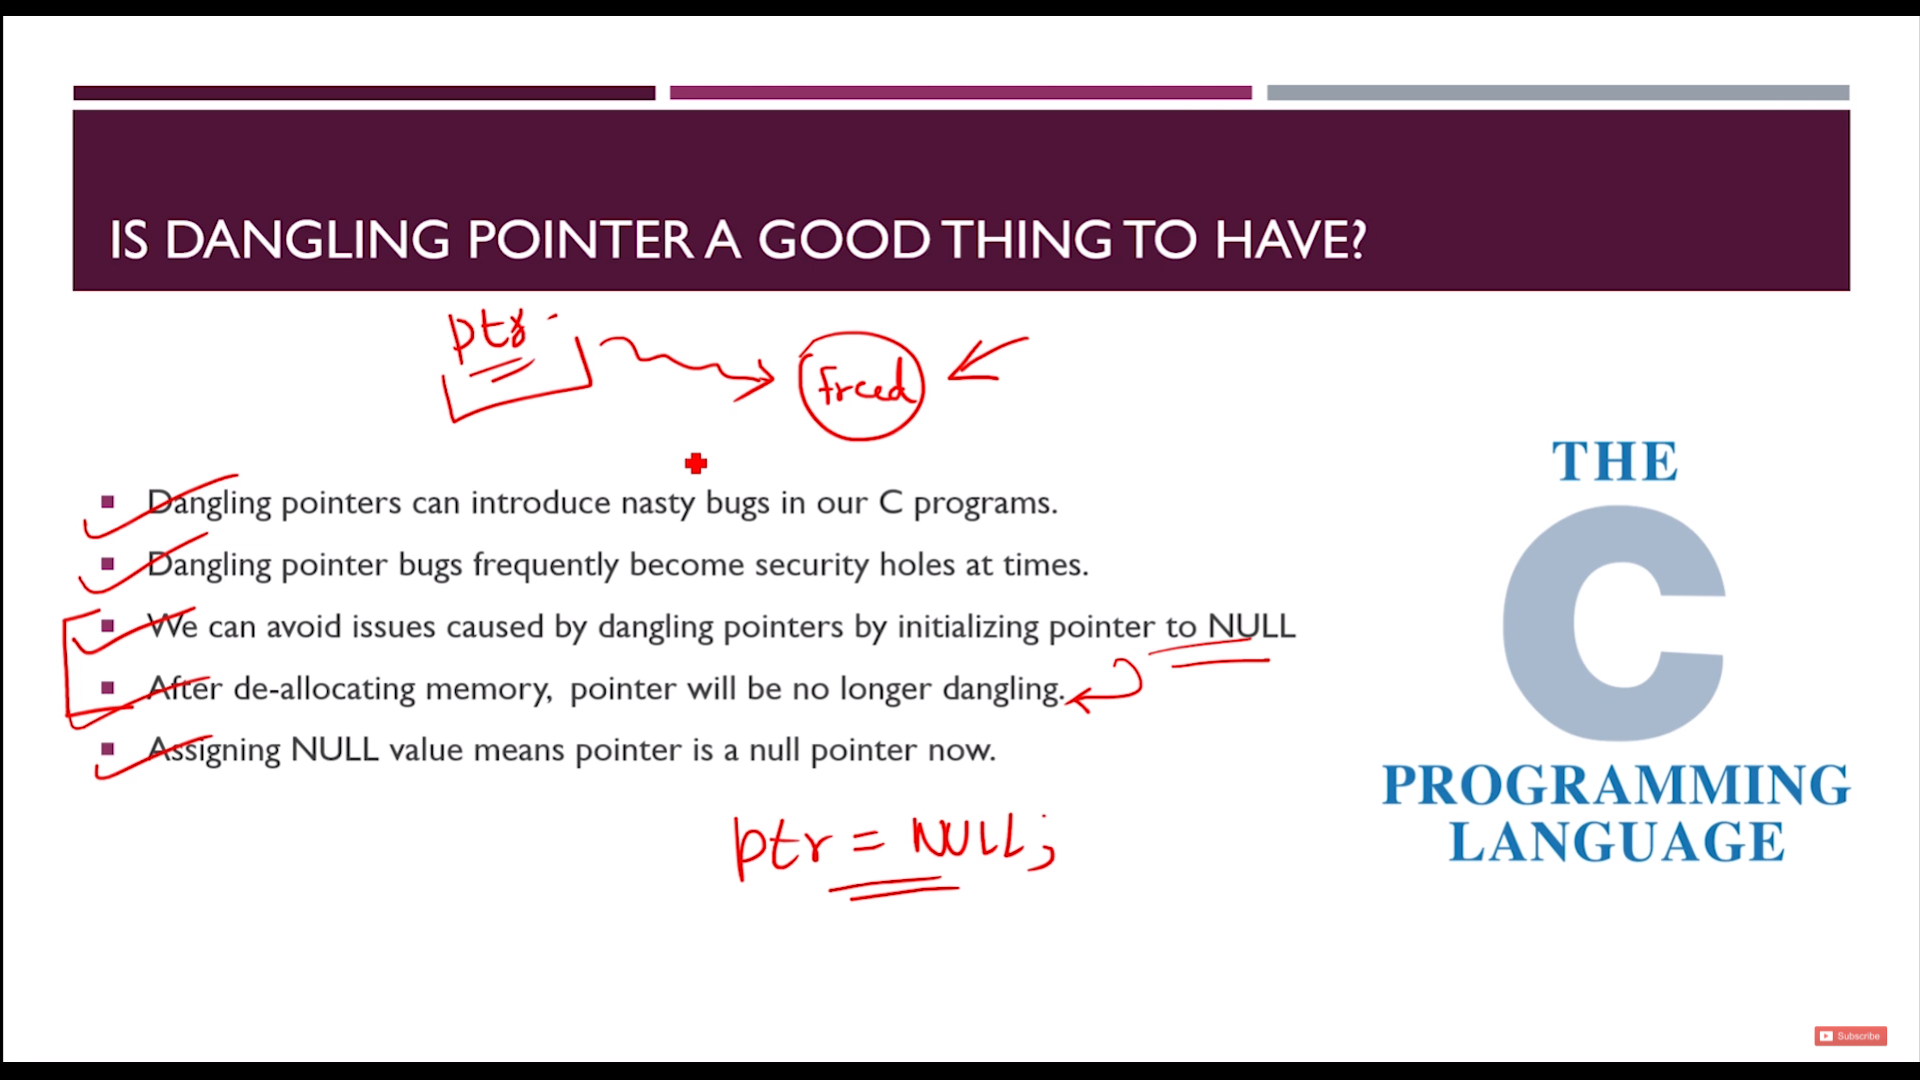 IS DANGLING POINTER A GOOD THING TO HAVE?
ptr
freed
Dangling pointers can introduce nasty bugs in our C programs.
Dangling pointer bugs frequently become security holes at times.
We can avoid issues caused by dangling pointers by initializing pointer to NULL
After de-allocating memory, pointer will be no longer dangling.
Assigning NULL value means pointer is a null pointer now.
ptr = NULL;
THE
C
PROGRAMMING
LANGUAGE
Subscribe